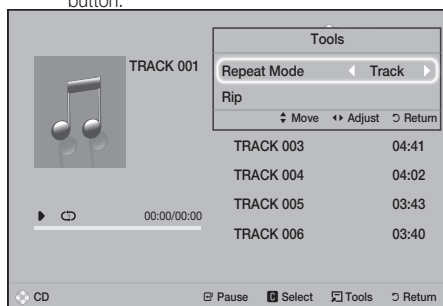 button.
Tools
TRACK 001
Repeat Mode Track
Rip
Move Adjust Return
TRACK 003 04:41
TRACK 004 04:02
TRACK 005 03:43
00:00/00:00
TRACK 006 03:40
CD Pause C Select Tools Return